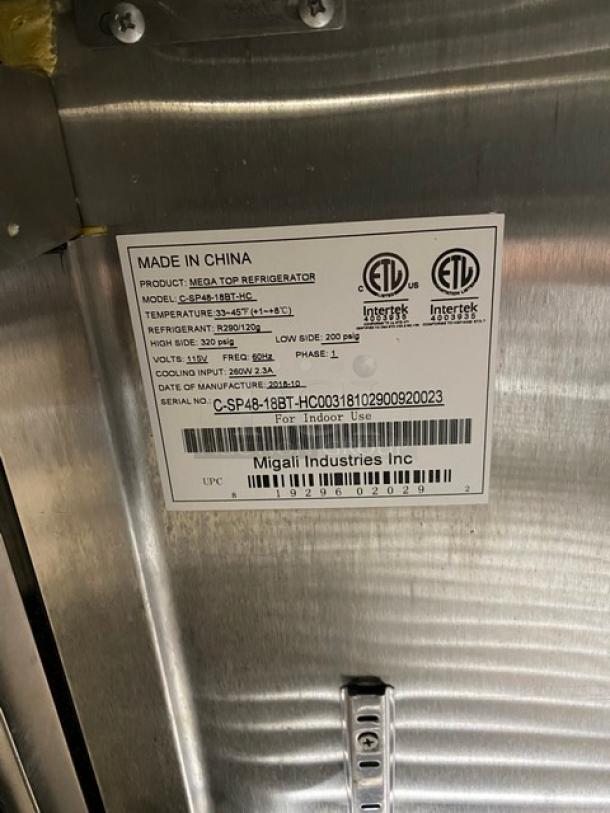 MADE IN CHINA
PRODUCT: MEGA TOP REFRIGERATOR
MODEL: C-SP48-18BT-HC
TEMPERATURE: 33~45℉ (+1~+8℃)
REFRIGERANT: R290/120g
HIGH SIDE: 320 psig LOW SIDE: 200 psig
VOLTS: 115V FREQ: 60Hz PHASE: 1
COOLING INPUT: 260W 2.3A
DATE OF MANUFACTURE: 2018-10
SERIAL NO.: C-SP48-18BT-HC00318102900920023
For Indoor Use
Migali Industries Inc
UPC 8 19296 02029 2
C ETL US
Intertek
4003935
ETL
Intertek
4003935